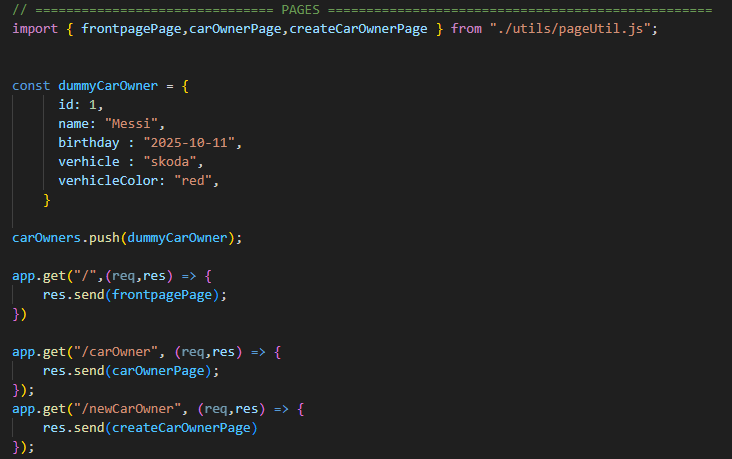 // =============================== PAGES =================================================
import { frontpagePage,carOwnerPage,createCarOwnerPage } from "./utils/pageUtil.js";
const dummyCarOwner = {
id: 1,
name: "Messi",
birthday : "2025-10-11",
verhicle : "skoda",
verhicleColor: "red",
}
carOwners.push(dummyCarOwner);
app.get("/",(req,res) => {
res.send(frontpagePage);
})
app.get("/carOwner", (req,res) => {
res.send(carOwnerPage);
});
app.get("/newCarOwner", (req,res) => {
res.send(createCarOwnerPage)
});